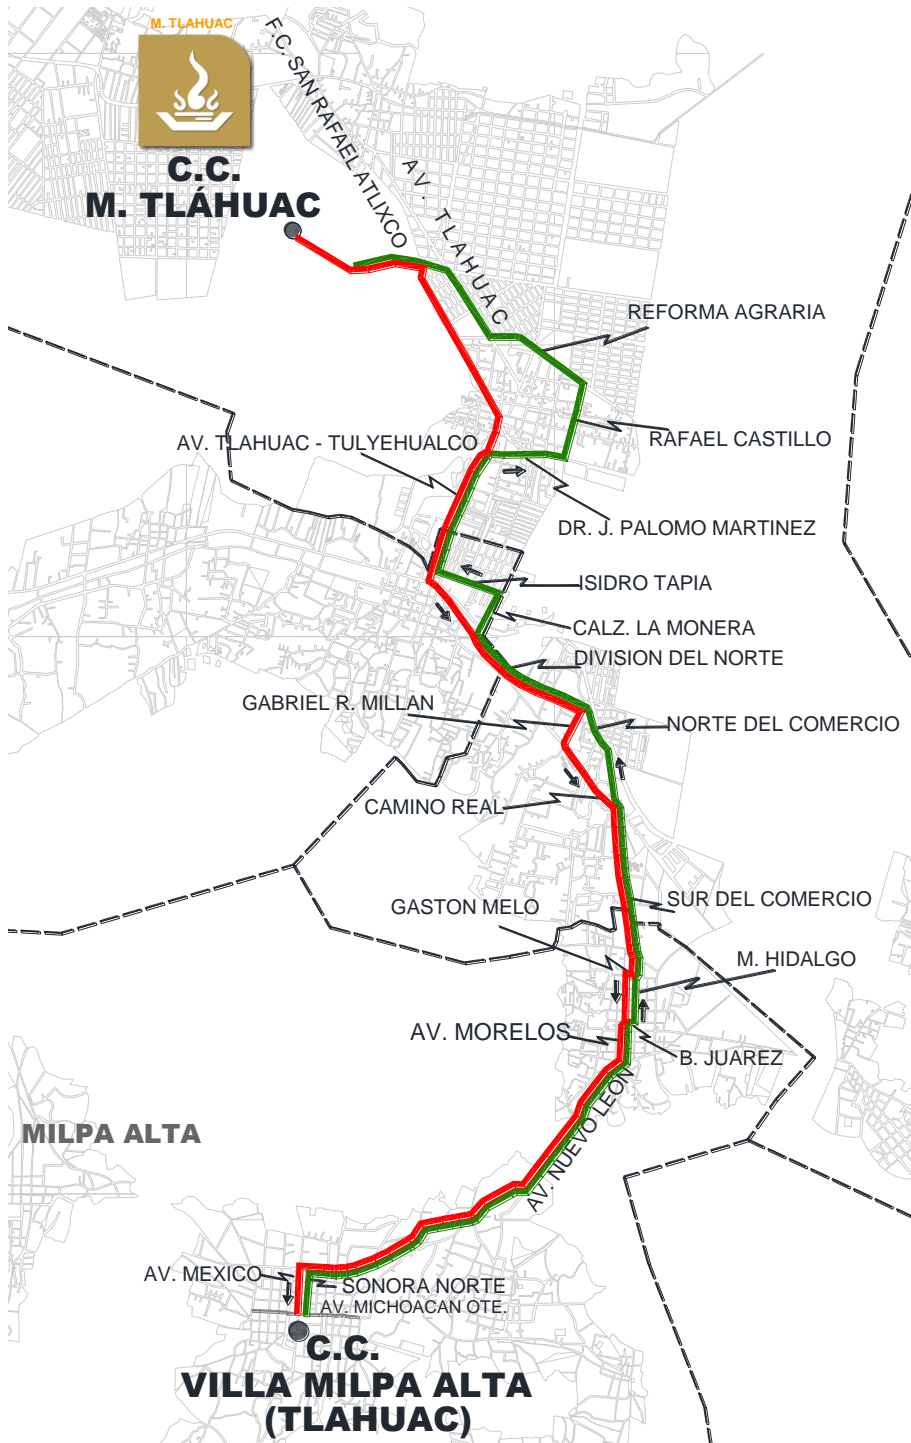 M. TLAHUAC
C.C.
M. TLÁHUAC
F.C. SAN RAFAEL ATLIXCO
AV. TLAHUAC
REFORMA AGRARIA
RAFAEL CASTILLO
AV. TLAHUAC - TULYEHUALCO
DR. J. PALOMO MARTINEZ
ISIDRO TAPIA
CALZ. LA MONERA
DIVISION DEL NORTE
GABRIEL R. MILLAN
NORTE DEL COMERCIO
CAMINO REAL
SUR DEL COMERCIO
GASTON MELO
M. HIDALGO
AV. MORELOS
B. JUAREZ
AV. NUEVO LEON
MILPA ALTA
AV. MEXICO
SONORA NORTE
AV. MICHOACAN OTE.
C.C.
VILLA MILPA ALTA
(TLAHUAC)